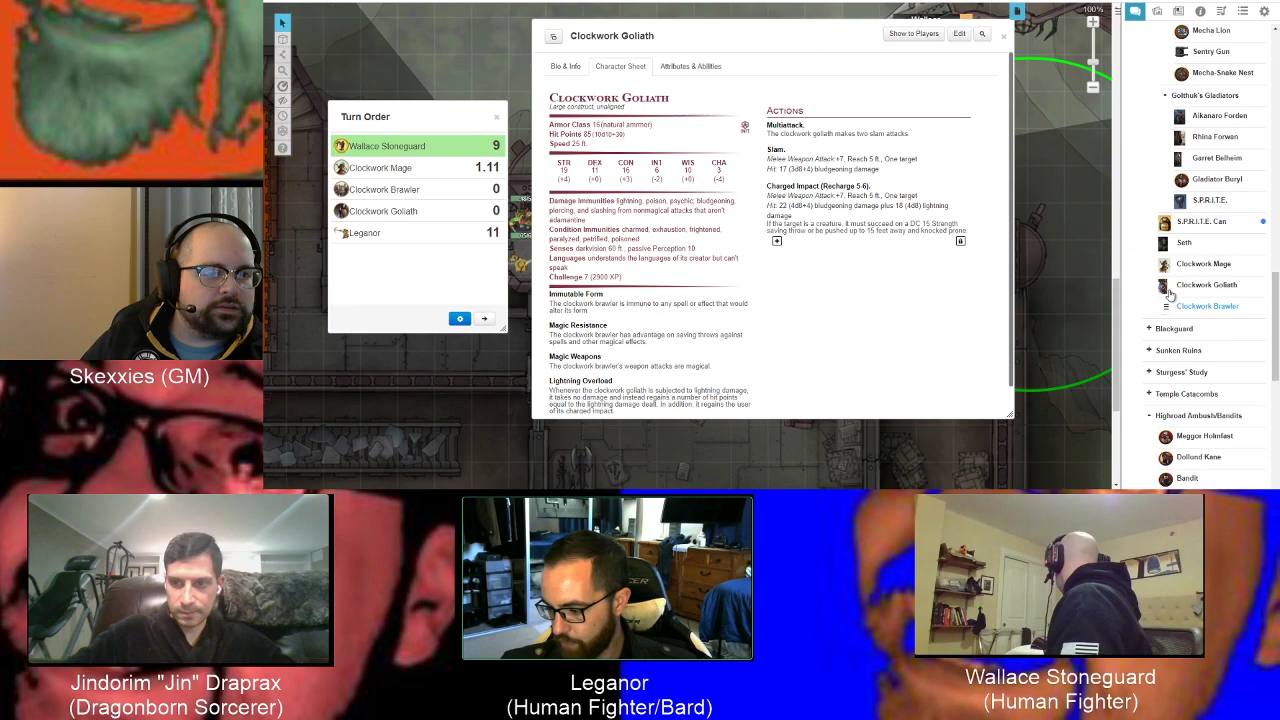 Turn Order
Wallace Stoneguard 9
Clockwork Mage 1.11
Clockwork Brawler 0
Clockwork Goliath 0
Leganor 11
Clockwork Goliath
Show to Players
Edit
Bio & Info
Character Sheet
Attributes & Abilities
Clockwork Goliath
Large construct, unaligned
Armor Class 16(natural ammor)
Hit Points 85(10d10+30)
Speed 25 ft.
STR DEX CON INT WIS CHA
19 11 16 6 10 3
(+4) (+0) (+3) (-2) (+0) (-4)
INIT
Damage Immunities lightning, poison, psychic; bludgeoning,
piercing, and slashing from nonmagical attacks that aren't
adamantine
Condition Immunities charmed, exhaustion, frightened,
paralyzed, petrified, poisoned
Senses darkvision 60 ft., passive Perception 10
Languages understands the languages of its creator but can't
speak
Challenge 7 (2900 XP)
Immutable Form
The clockwork brawler is immune to any spell or effect that would
alter its form
Magic Resistance
The clockwork brawler has advantage on saving throws against
spells and other magical effects.
Magic Weapons
The clockwork brawler's weapon attacks are magical.
Lightning Overload
Whenever the clockwork goliath is subjected to lightning damage,
it takes no damage and instead regains a number of hit points
equal to the lightning damage dealt. In addition, it regains the user
of its charged impact.
Actions
Multiattack.
The clockwork goliath makes two slam attacks.
Slam.
Melee Weapon Attack:+7, Reach 5 ft., One target
Hit: 17 (3d8+4) bludgeoning damage
Charged Impact (Recharge 5-6).
Melee Weapon Attack:+7, Reach 5 ft., One target
Hit: 22 (4d8+4) bludgeoning damage plus 18 (4d8) lightning
damage
If the target is a creature, it must succeed on a DC 15 Strength
saving throw or be pushed up to 15 feet away and knocked prone.
Wallace
100%
Mecha Lion
Sentry Gun
Mecha-Snake Nest
Golthuk's Gladiators
Aikanaro Forden
Rhina Forwan
Garret Belheim
Gladiator Buryl
S.P.R.I.T.E.
S.P.R.I.T.E. Can
Seth
Clockwork Mage
Clockwork Goliath
Clockwork Brawler
Blackguard
Sunken Ruins
Sturgess' Study
Temple Catacombs
Highroad Ambush/Bandits
Meggor Holmfast
Dollund Kane
Bandit
Skexxies (GM)
Jindorim "Jin" Draprax
(Dragonborn Sorcerer)
Leganor
(Human Fighter/Bard)
Wallace Stoneguard
(Human Fighter)